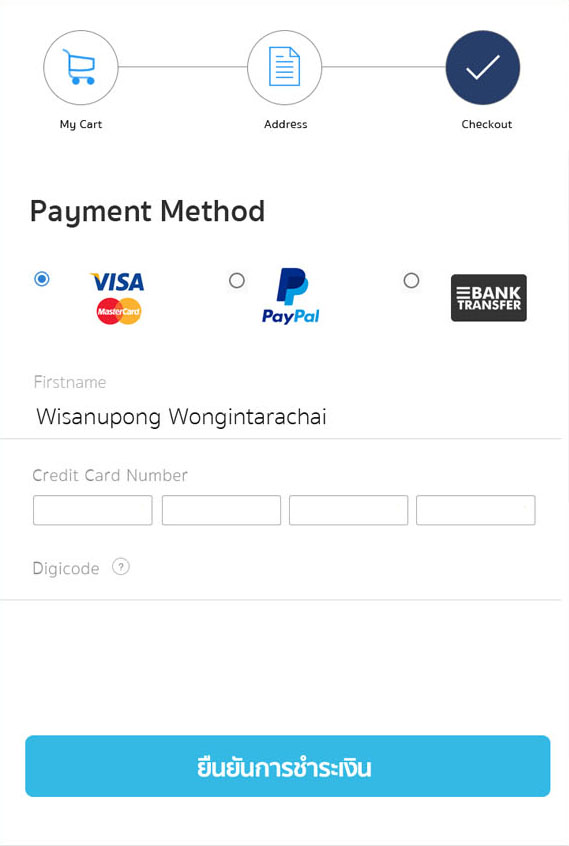 My Cart
Address
Checkout
Payment Method
VISA
MasterCard
PayPal
BANK
TRANSFER
Firstname
Wisanupong Wongintarachai
Credit Card Number
Digicode ?
ยืนยันการชำระเงิน